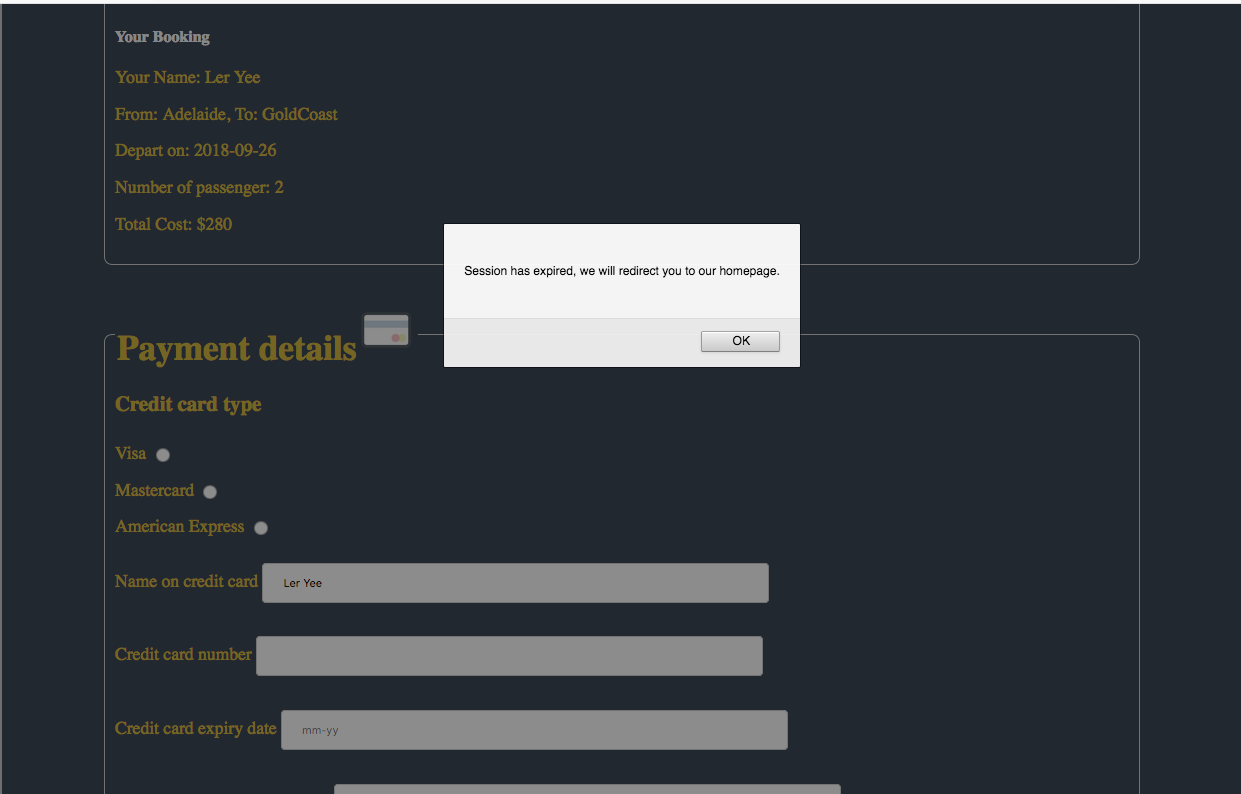 Your Booking
Your Name: Ler Yee
From: Adelaide, To: GoldCoast
Depart on: 2018-09-26
Number of passenger: 2
Total Cost: $280
Session has expired, we will redirect you to our homepage.
OK
Payment details
Credit card type
Visa
Mastercard
American Express
Name on credit card Ler Yee
Credit card number
Credit card expiry date mm-yy